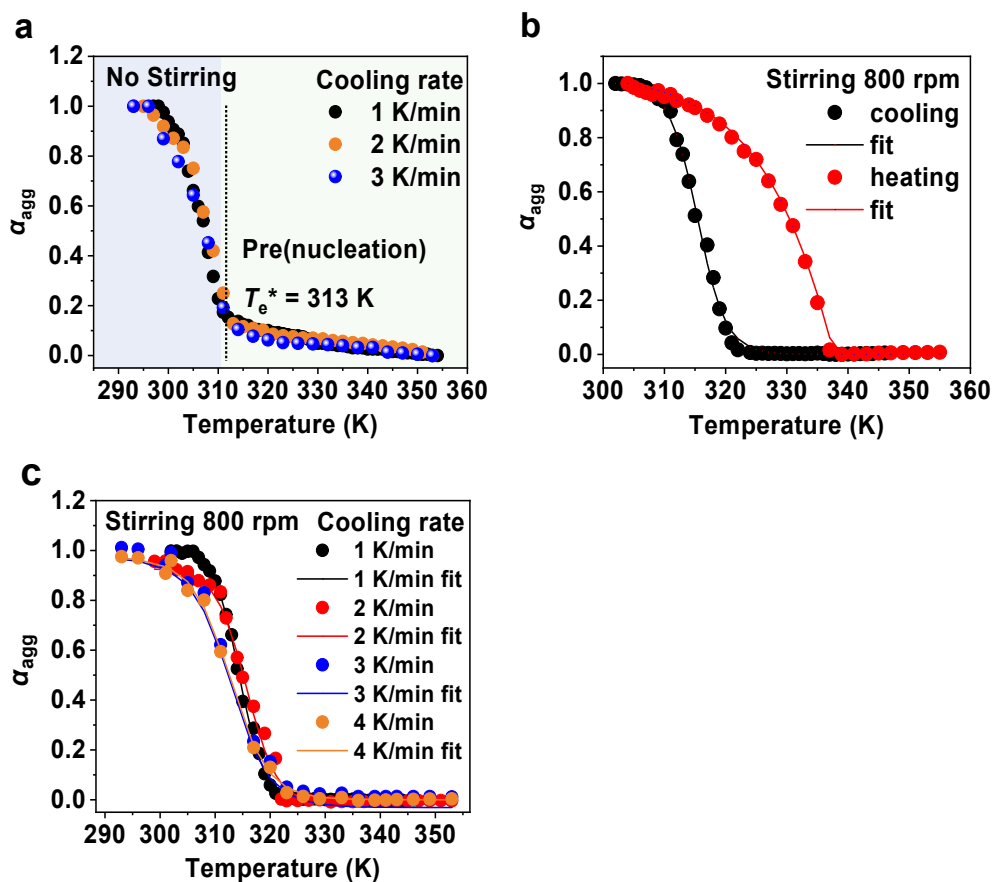 a
No Stirring
Cooling rate
1 K/min
2 K/min
3 K/min
Pre(nucleation)
Te* = 313 K
αagg
1.2
1.0
0.8
0.6
0.4
0.2
0.0
290 300 310 320 330 340 350 360
Temperature (K)
b
Stirring 800 rpm
cooling
fit
heating
fit
αagg
1.0
0.8
0.6
0.4
0.2
0.0
300 310 320 330 340 350 360
Temperature (K)
c
Stirring 800 rpm
Cooling rate
1 K/min
1 K/min fit
2 K/min
2 K/min fit
3 K/min
3 K/min fit
4 K/min
4 K/min fit
αagg
1.2
1.0
0.8
0.6
0.4
0.2
0.0
290 300 310 320 330 340 350
Temperature (K)